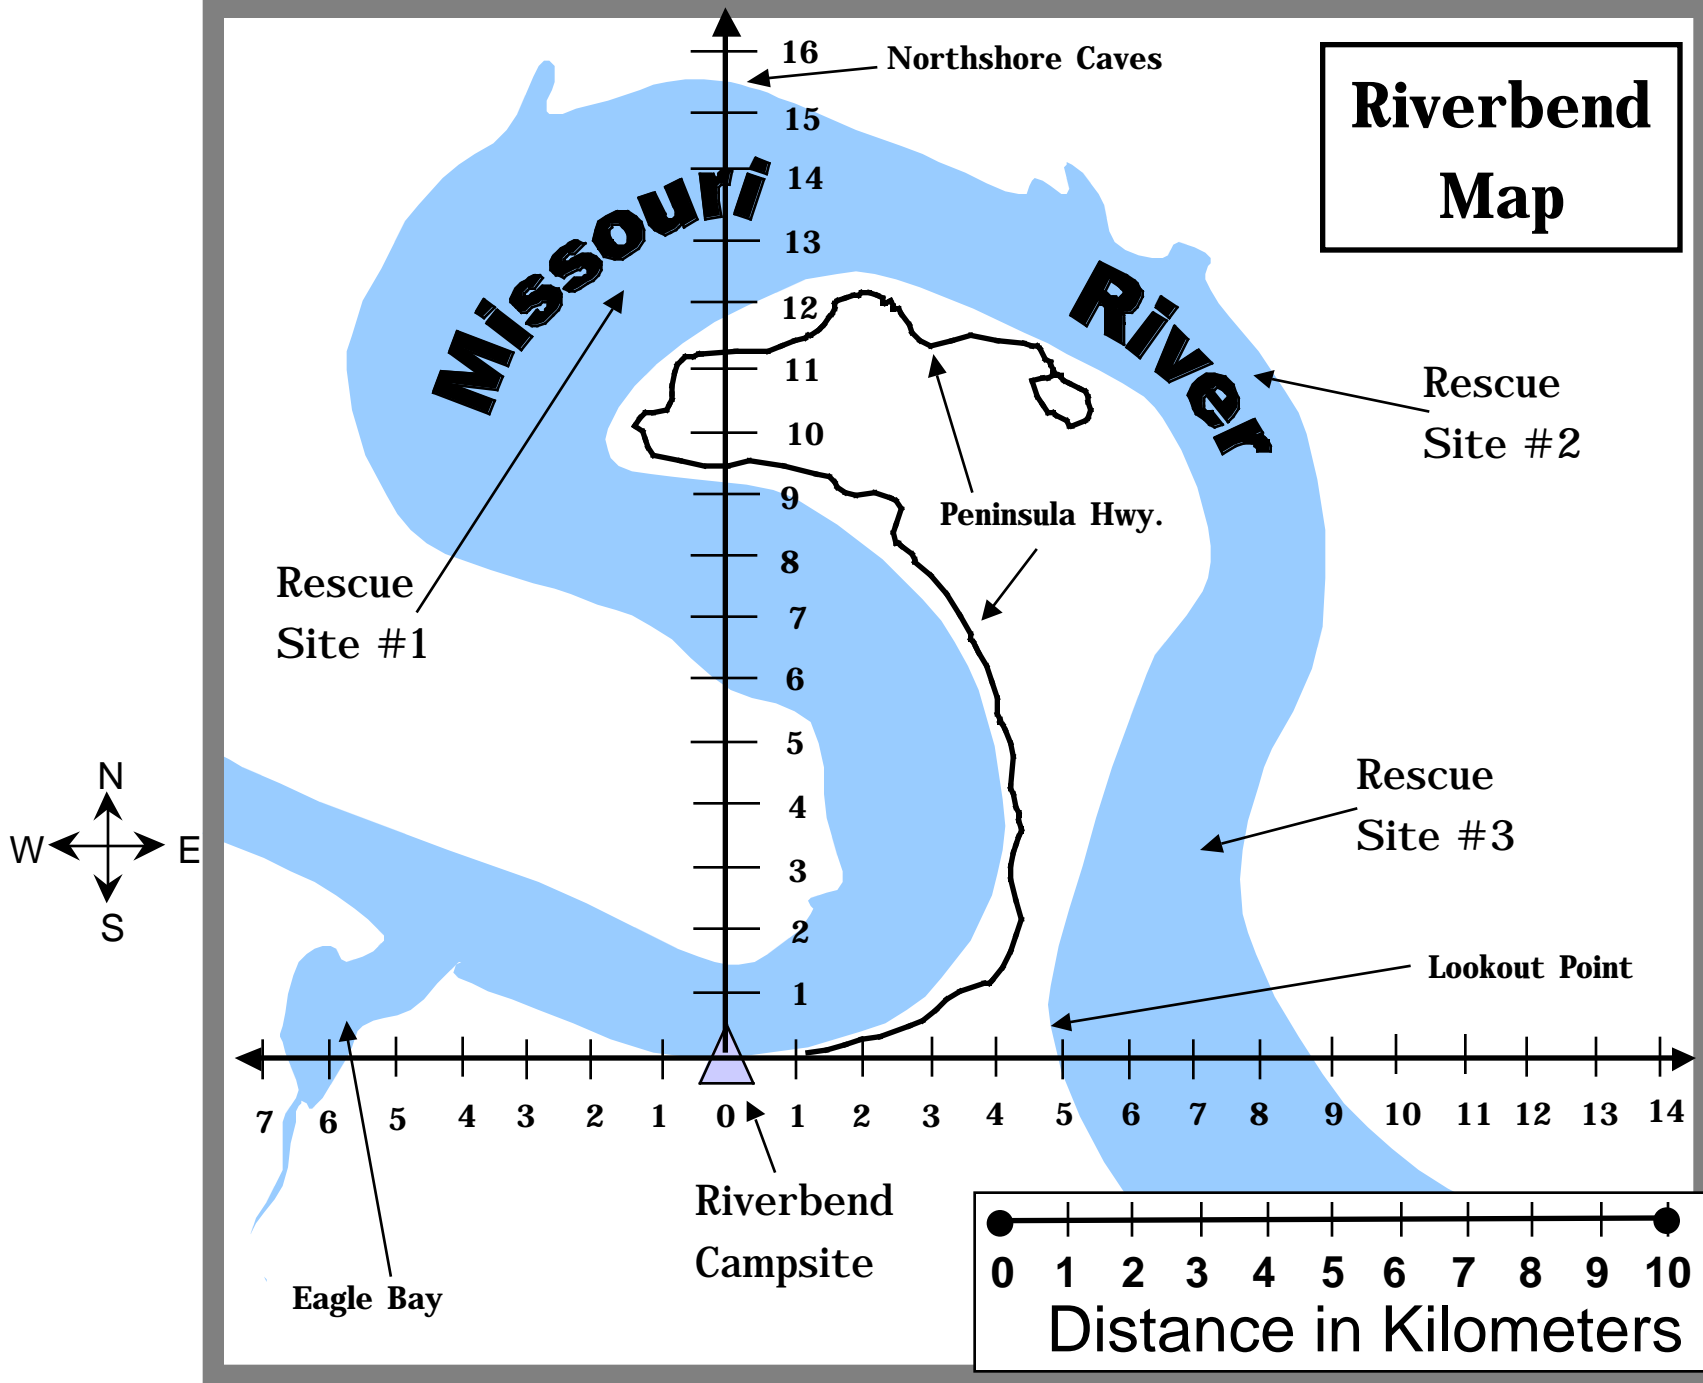 Riverbend
Map
Northshore Caves
16
15
14
13
12
11
10
9
8
7
6
5
4
3
2
1
Missouri
River
Rescue
Site #2
Peninsula Hwy.
Rescue
Site #1
Rescue
Site #3
N
W E
S
Lookout Point
7 6 5 4 3 2 1 0 1 2 3 4 5 6 7 8 9 10 11 12 13 14
Riverbend
Campsite
Eagle Bay
0 1 2 3 4 5 6 7 8 9 10
Distance in Kilometers